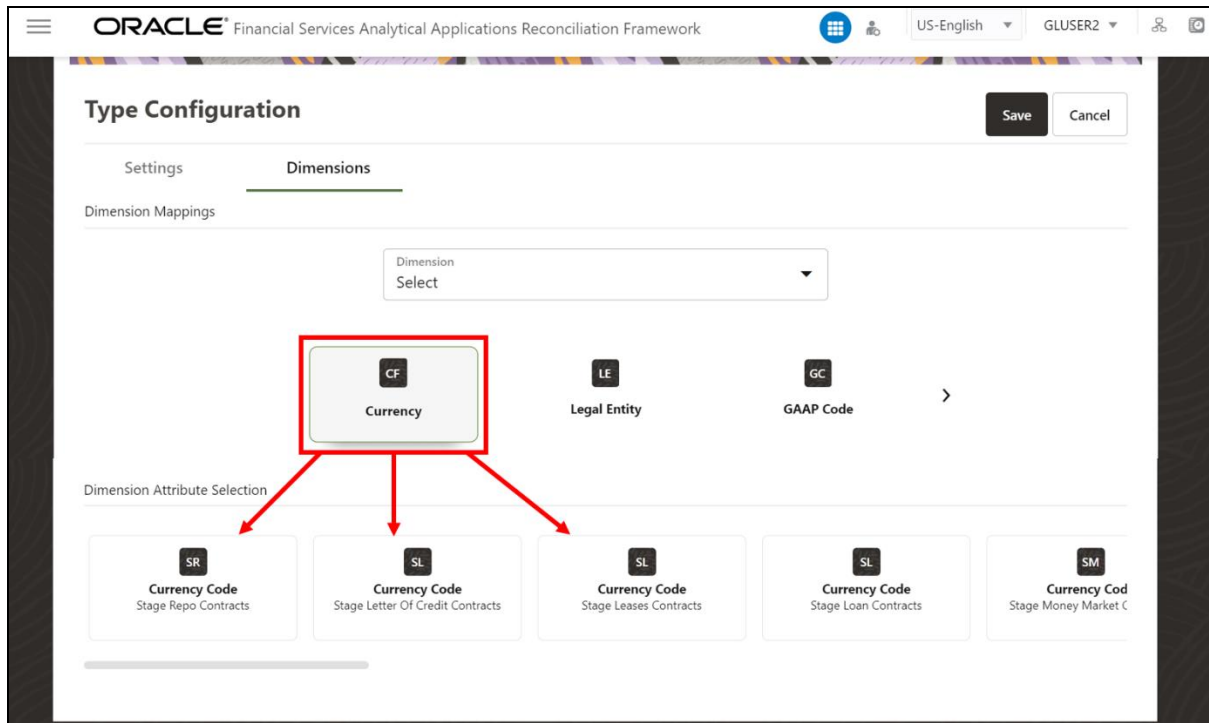 ORACLE® Financial Services Analytical Applications Reconciliation Framework
US-English
GLUSER2
Type Configuration
Save
Cancel
Settings
Dimensions
Dimension Mappings
Dimension
Select
CF
Currency
LE
Legal Entity
GC
GAAP Code
Dimension Attribute Selection
SR
Currency Code
Stage Repo Contracts
SL
Currency Code
Stage Letter Of Credit Contracts
SL
Currency Code
Stage Leases Contracts
SL
Currency Code
Stage Loan Contracts
SM
Currency Cod
Stage Money Market C